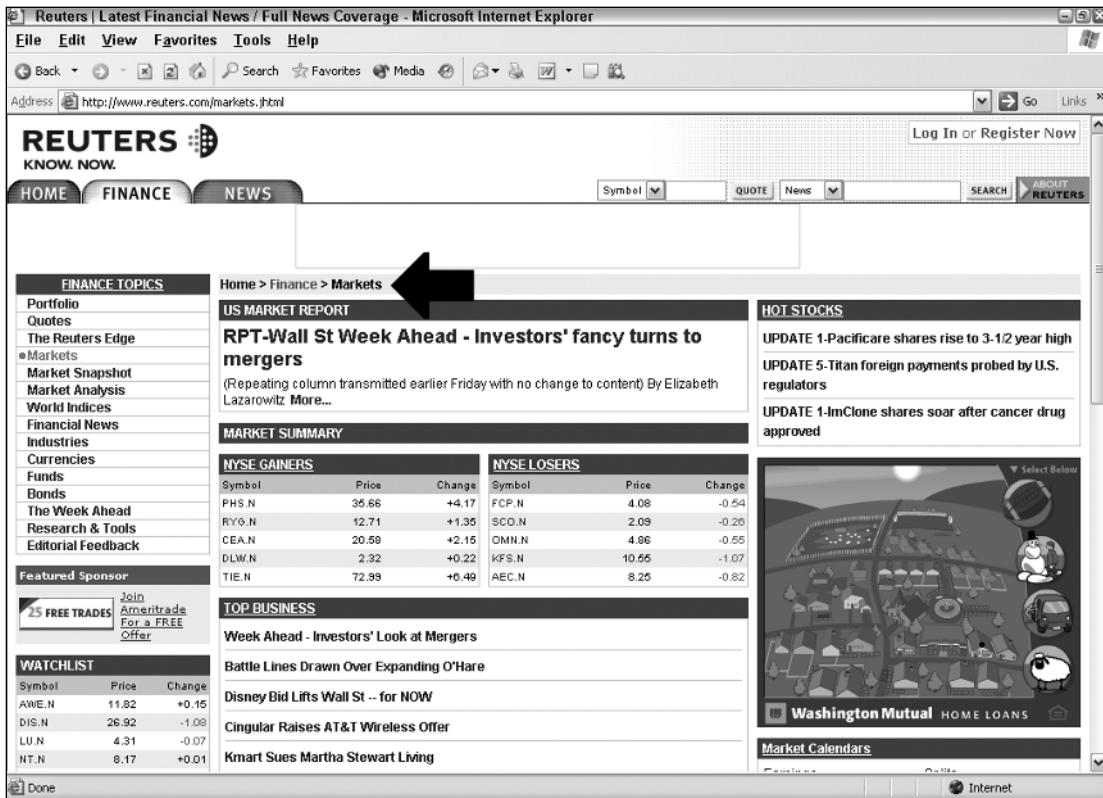 Reuters | Latest Financial News / Full News Coverage - Microsoft Internet Explorer
File Edit View Favorites Tools Help
Back Search Favorites Media
Address http://www.reuters.com/markets.jhtml Go Links »
REUTERS
KNOW. NOW.
Log In or Register Now
HOME FINANCE NEWS Symbol QUOTE News SEARCH ABOUT REUTERS
FINANCE TOPICS
Portfolio
Quotes
The Reuters Edge
Markets
Market Snapshot
Market Analysis
World Indices
Financial News
Industries
Currencies
Funds
Bonds
The Week Ahead
Research & Tools
Editorial Feedback
Featured Sponsor
25 FREE TRADES
Join
Ameritrade
For a FREE
Offer
WATCHLIST
Symbol Price Change
AWE.N 11.82 +0.15
DIS.N 26.92 -1.08
LU.N 4.31 -0.07
NT.N 8.17 +0.01
Home > Finance > Markets
US MARKET REPORT
RPT-Wall St Week Ahead - Investors' fancy turns to
mergers
(Repeating column transmitted earlier Friday with no change to content) By Elizabeth
Lazarowitz More...
MARKET SUMMARY
NYSE GAINERS
Symbol Price Change
PHS.N 35.66 +4.17
RYG.N 12.71 +1.35
CEA.N 20.58 +2.15
DLW.N 2.32 +0.22
TIE.N 72.99 +6.49
NYSE LOSERS
Symbol Price Change
FCP.N 4.08 -0.54
SCO.N 2.09 -0.26
OMN.N 4.86 -0.55
KFS.N 10.55 -1.07
AEC.N 8.25 -0.82
TOP BUSINESS
Week Ahead - Investors' Look at Mergers
Battle Lines Drawn Over Expanding O'Hare
Disney Bid Lifts Wall St -- for NOW
Cingular Raises AT&T Wireless Offer
Kmart Sues Martha Stewart Living
HOT STOCKS
UPDATE 1-Pacificare shares rise to 3-1/2 year high
UPDATE 5-Titan foreign payments probed by U.S.
regulators
UPDATE 1-ImClone shares soar after cancer drug
approved
Select Below
Washington Mutual HOME LOANS
Market Calendars
Done Internet